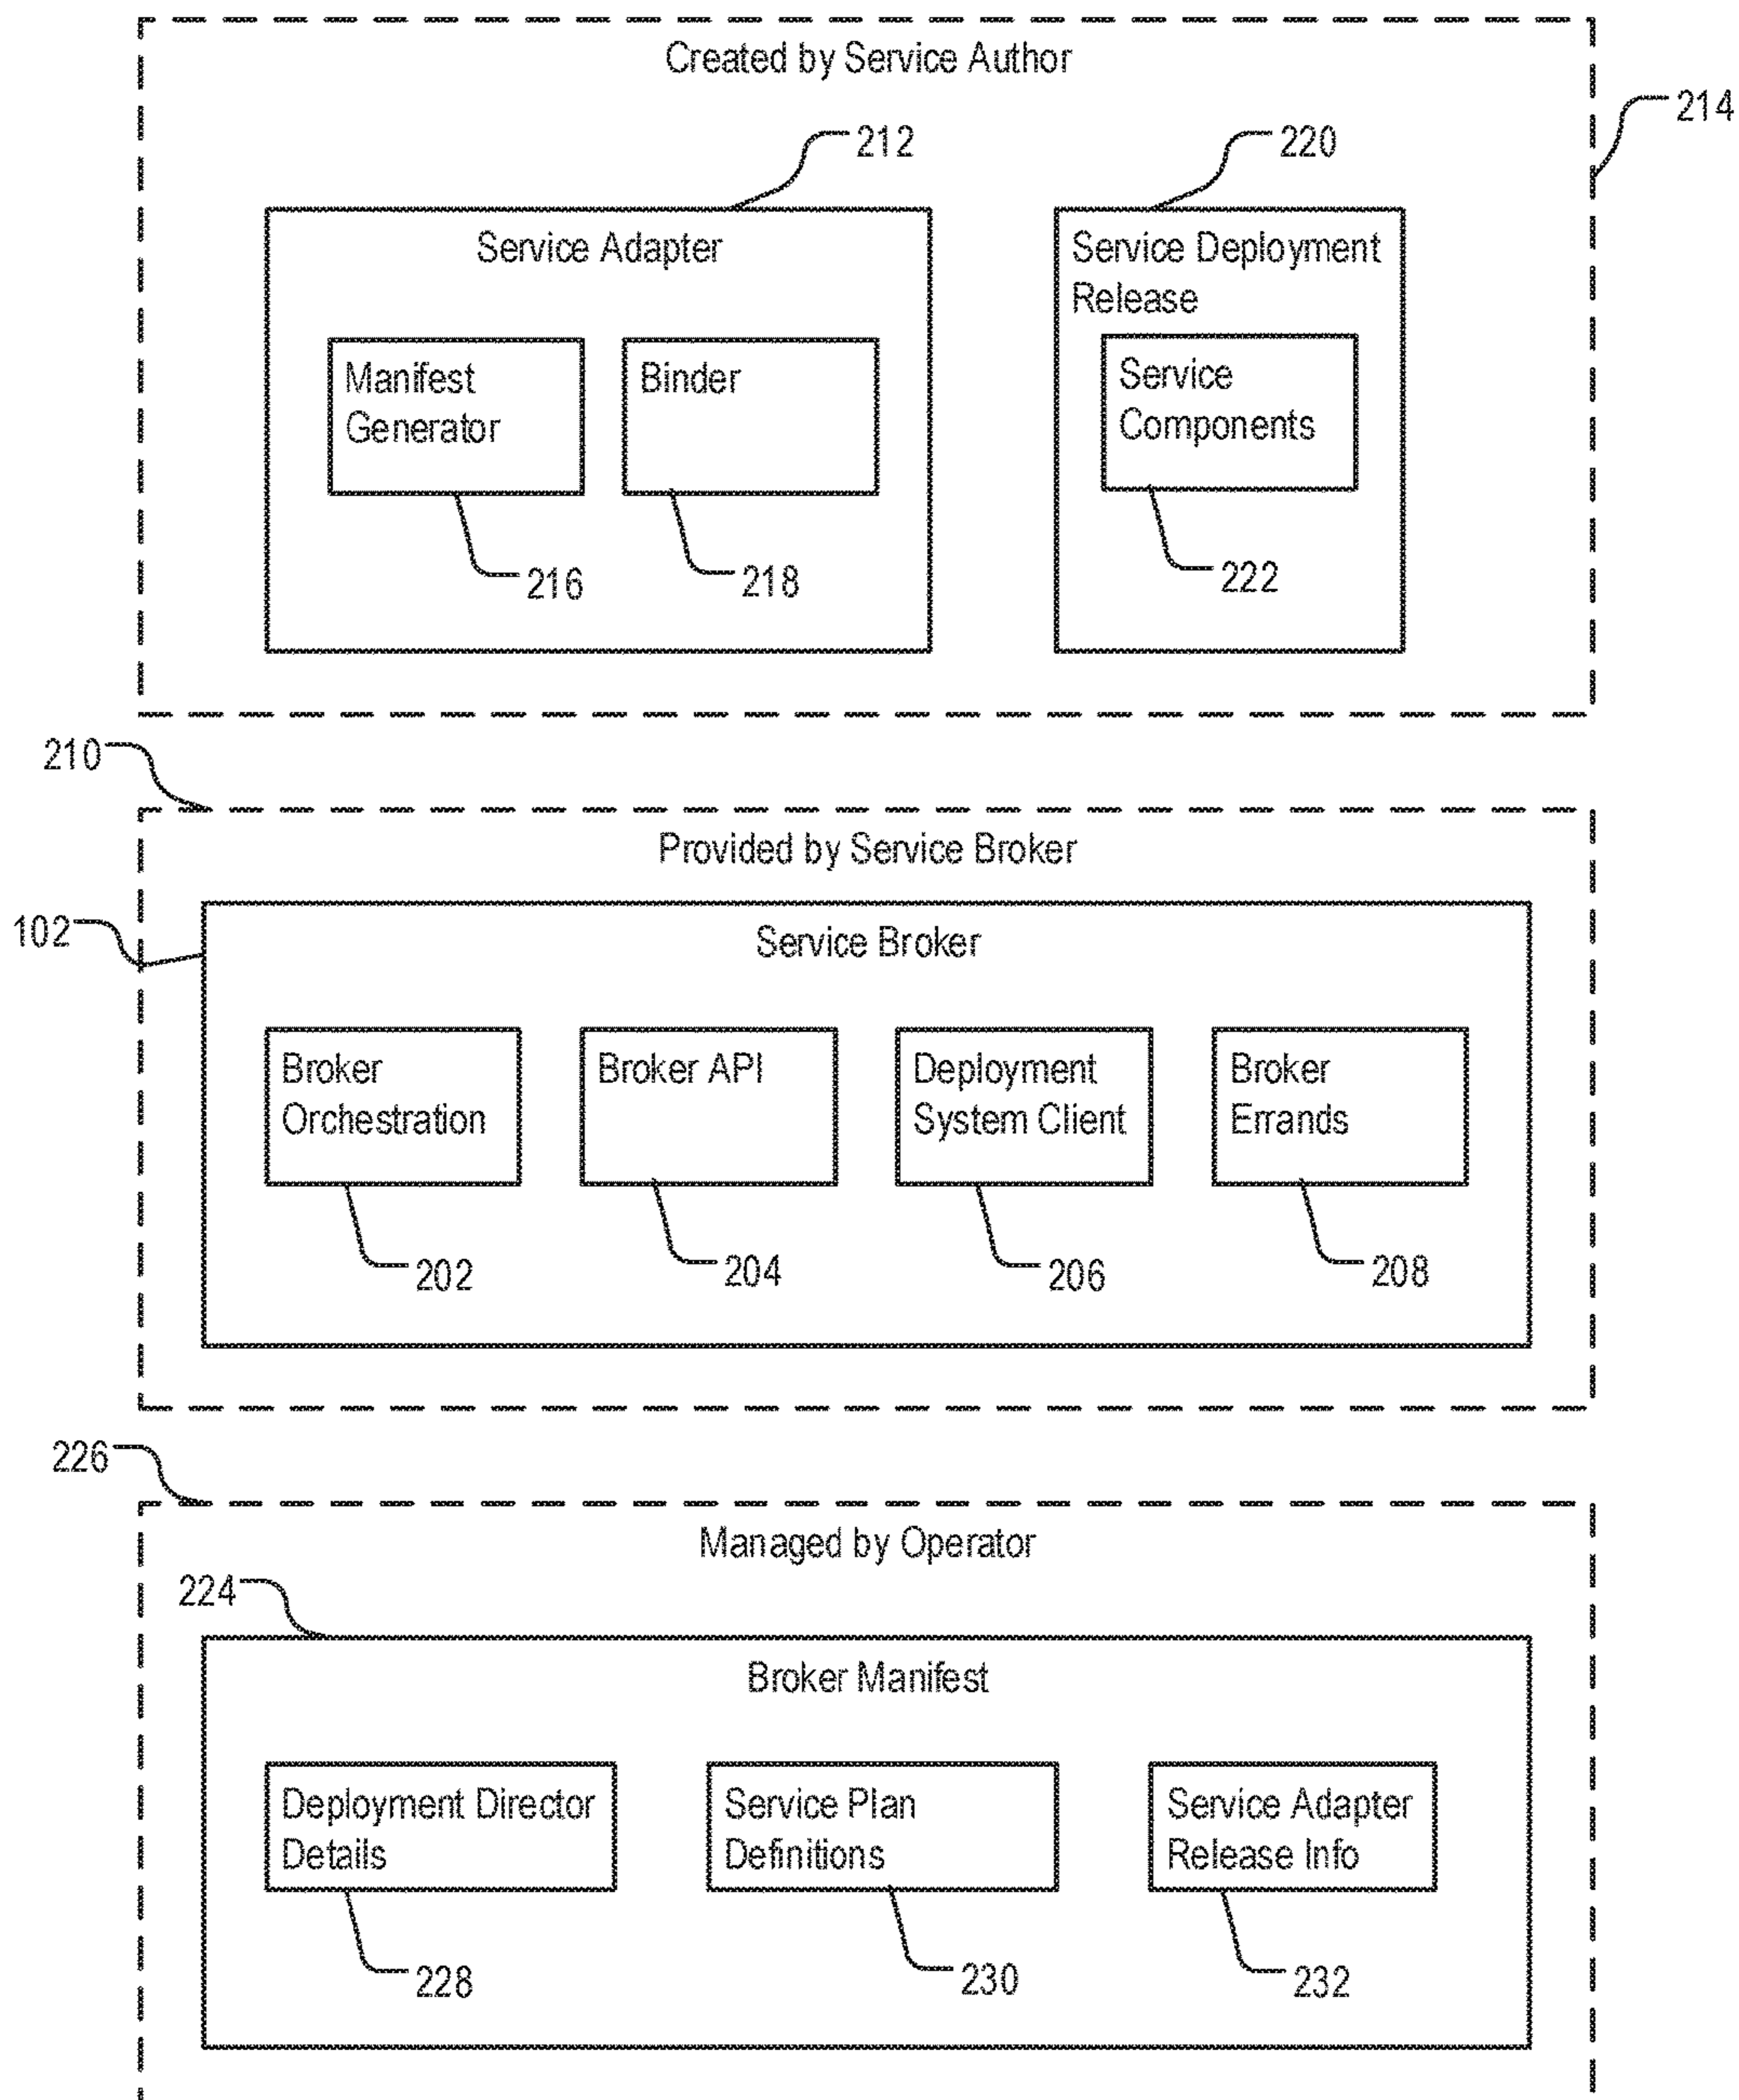 Created by Service Author
214
212
220
Service Adapter
Service Deployment
Release
Manifest
Generator
Binder
Service
Components
216
218
222
210
Provided by Service Broker
102
Service Broker
Broker
Orchestration
Broker API
Deployment
System Client
Broker
Errands
202
204
206
208
226
Managed by Operator
224
Broker Manifest
Deployment Director
Details
Service Plan
Definitions
Service Adapter
Release Info
228
230
232